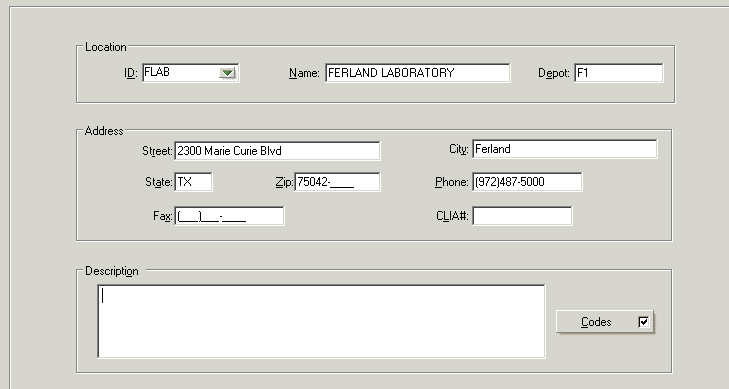 Location
ID: FLAB Name: FERLAND LABORATORY Depot: F1
Address
Street: 2300 Marie Curie Blvd City: Ferland
State: TX Zip: 75042-____ Phone: (972)487-5000
Fax: (___)___-____ CLIA#:
Description
Codes